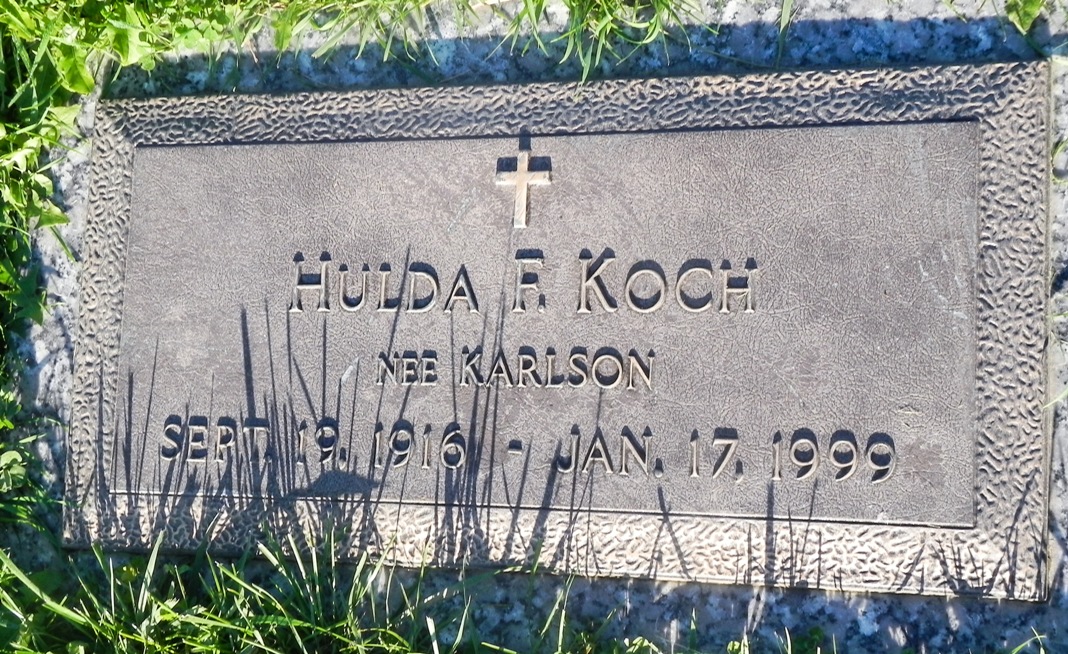 HULDA F. KOCH
NEE KARLSON
SEPT. 19, 1916 - JAN. 17, 1999